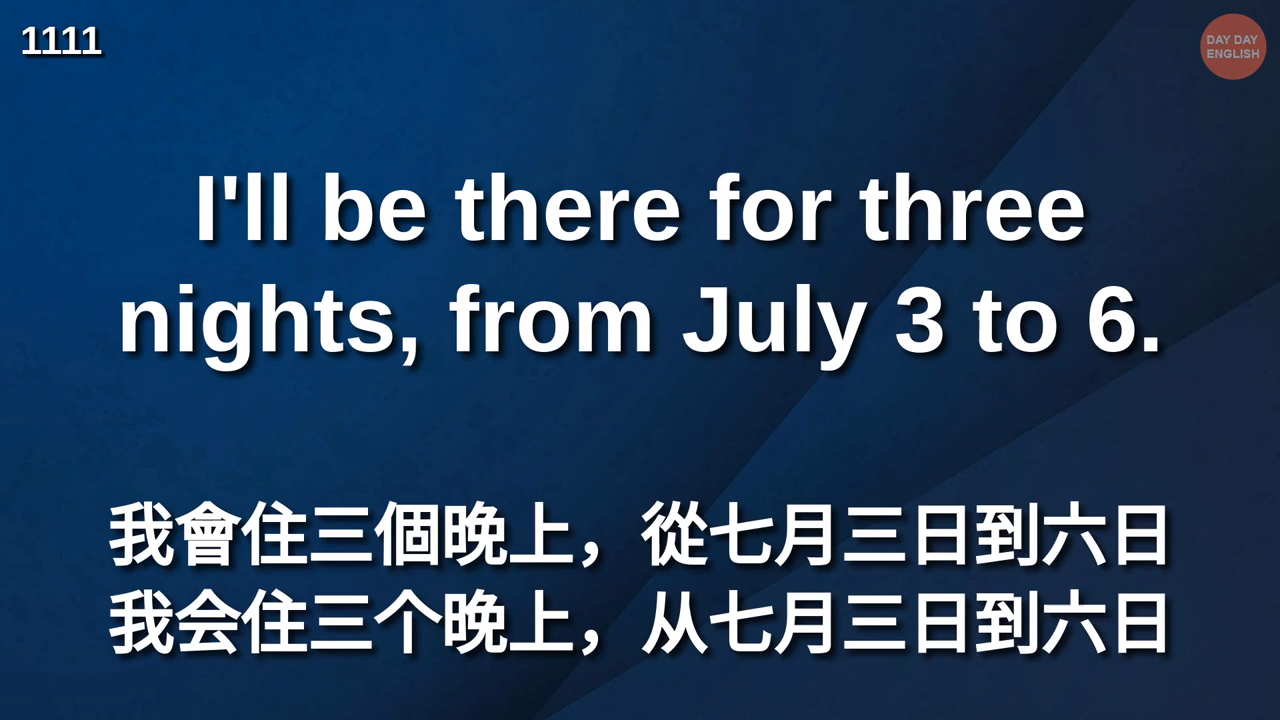 1111
DAY DAY
ENGLISH
I'll be there for three
nights, from July 3 to 6.
我會住三個晚上，從七月三日到六日
我会住三个晚上，从七月三日到六日